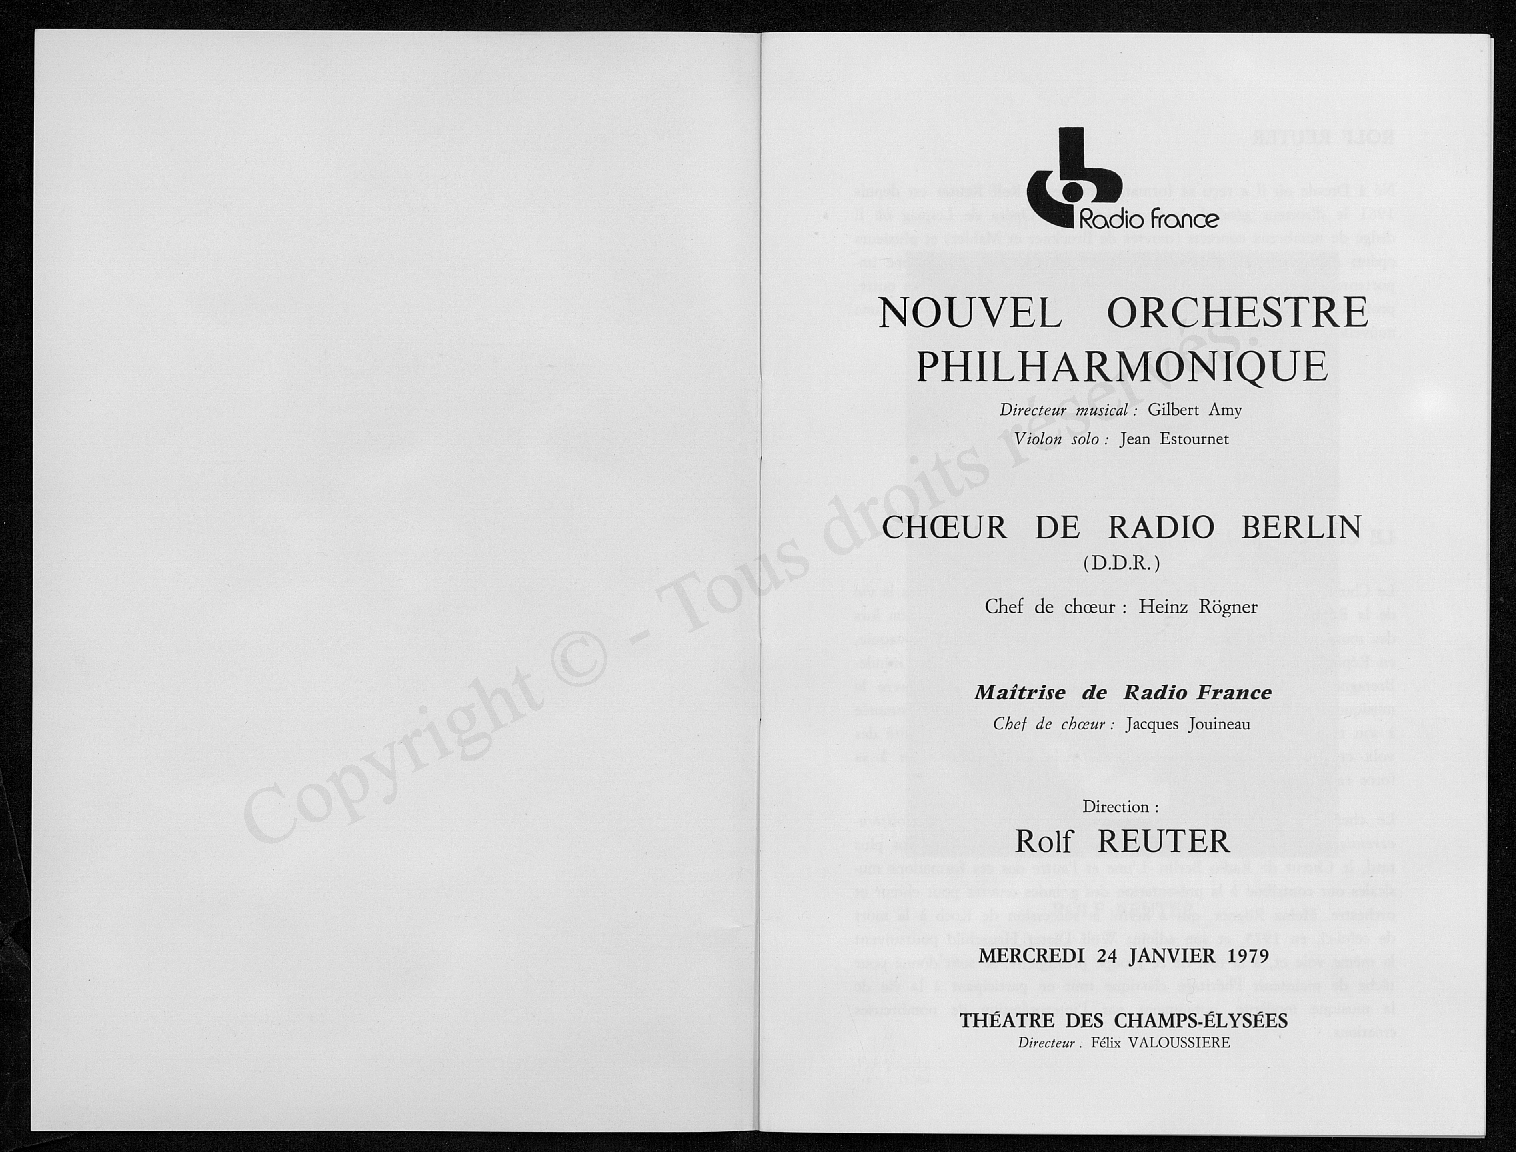 Radio France
NOUVEL ORCHESTRE
PHILHARMONIQUE
Directeur musical : Gilbert Amy
Violon solo : Jean Estournet
CHŒUR DE RADIO BERLIN
(D.D.R.)
Chef de chœur : Heinz Rögner
Maîtrise de Radio France
Chef de chœur : Jacques Jouineau
Direction :
Rolf REUTER
MERCREDI 24 JANVIER 1979
THÉATRE DES CHAMPS-ÉLYSÉES
Directeur . Félix VALOUSSIERE
Copyright © - Tous droits réservés.